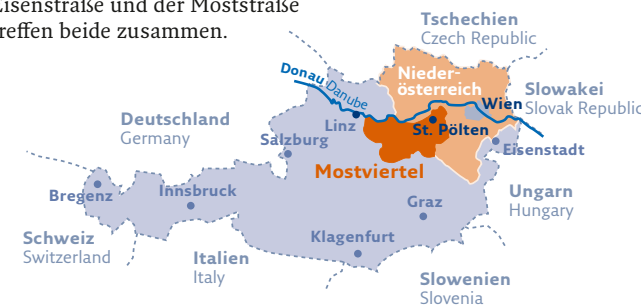 Eisenstraße und der Moststraße
treffen beide zusammen.
Tschechien
Czech Republic
Donau Danube
Nieder-
österreich
Slowakei
Slovak Republic
Wien
Deutschland
Germany
Linz
St. Pölten
Salzburg
Eisenstadt
Mostviertel
Bregenz
Innsbruck
Ungarn
Hungary
Graz
Schweiz
Switzerland
Klagenfurt
Italien
Italy
Slowenien
Slovenia